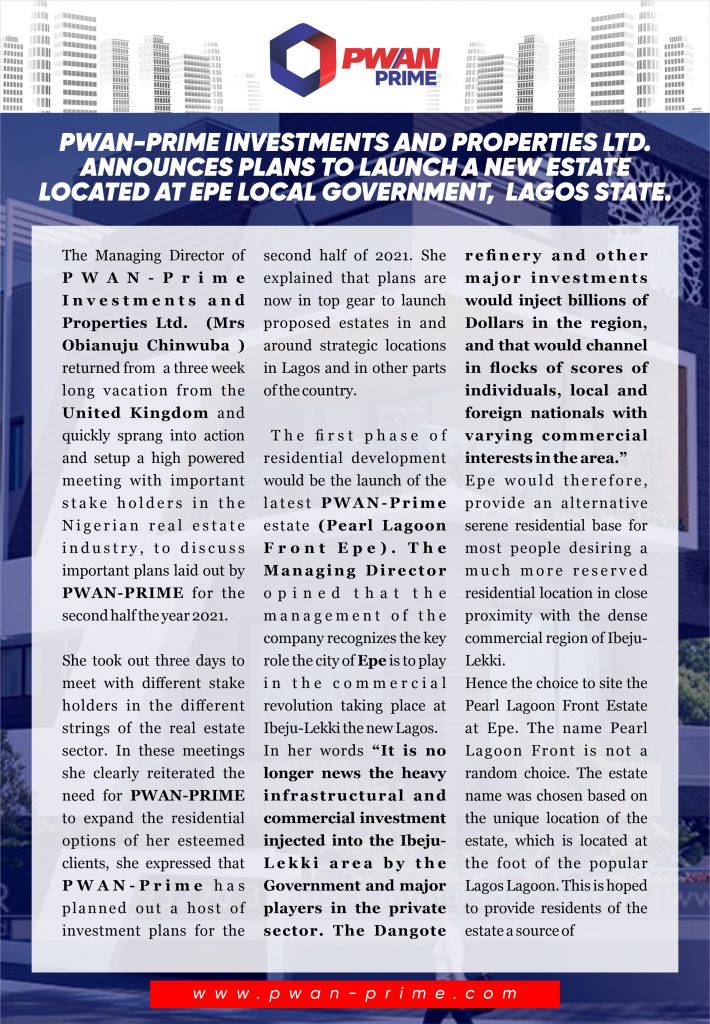 PWAN
PRIME
PWAN-PRIME INVESTMENTS AND PROPERTIES LTD.
ANNOUNCES PLANS TO LAUNCH A NEW ESTATE
LOCATED AT EPE LOCAL GOVERNMENT, LAGOS STATE.
The Managing Director of
PWAN-Prime
Investments and
Properties Ltd. (Mrs
Obianuju Chinwuba )
returned from a three week
long vacation from the
United Kingdom and
quickly sprang into action
and setup a high powered
meeting with important
stake holders in the
Nigerian real estate
industry, to discuss
important plans laid out by
PWAN-PRIME for the
second half the year 2021.
She took out three days to
meet with different stake
holders in the different
strings of the real estate
sector. In these meetings
she clearly reiterated the
need for PWAN-PRIME
to expand the residential
options of her esteemed
clients, she expressed that
PWAN-Prime has
planned out a host of
investment plans for the
second half of 2021. She
explained that plans are
now in top gear to launch
proposed estates in and
around strategic locations
in Lagos and in other parts
of the country.
The first phase of
residential development
would be the launch of the
latest PWAN-Prime
estate (Pearl Lagoon
Front Epe). The
Managing Director
opined that the
management of the
company recognizes the key
role the city of Epe is to play
in the commercial
revolution taking place at
Ibeju-Lekki the new Lagos.
In her words “It is no
longer news the heavy
infrastructural and
commercial investment
injected into the Ibeju-
Lekki area by the
Government and major
players in the private
sector. The Dangote
refinery and other
major investments
would inject billions of
Dollars in the region,
and that would channel
in flocks of scores of
individuals, local and
foreign nationals with
varying commercial
interests in the area.”
Epe would therefore,
provide an alternative
serene residential base for
most people desiring a
much more reserved
residential location in close
proximity with the dense
commercial region of Ibeju-
Lekki.
Hence the choice to site the
Pearl Lagoon Front Estate
at Epe. The name Pearl
Lagoon Front is not a
random choice. The estate
name was chosen based on
the unique location of the
estate, which is located at
the foot of the popular
Lagos Lagoon. This is hoped
to provide residents of the
estate a source of
www.pwan-prime.com